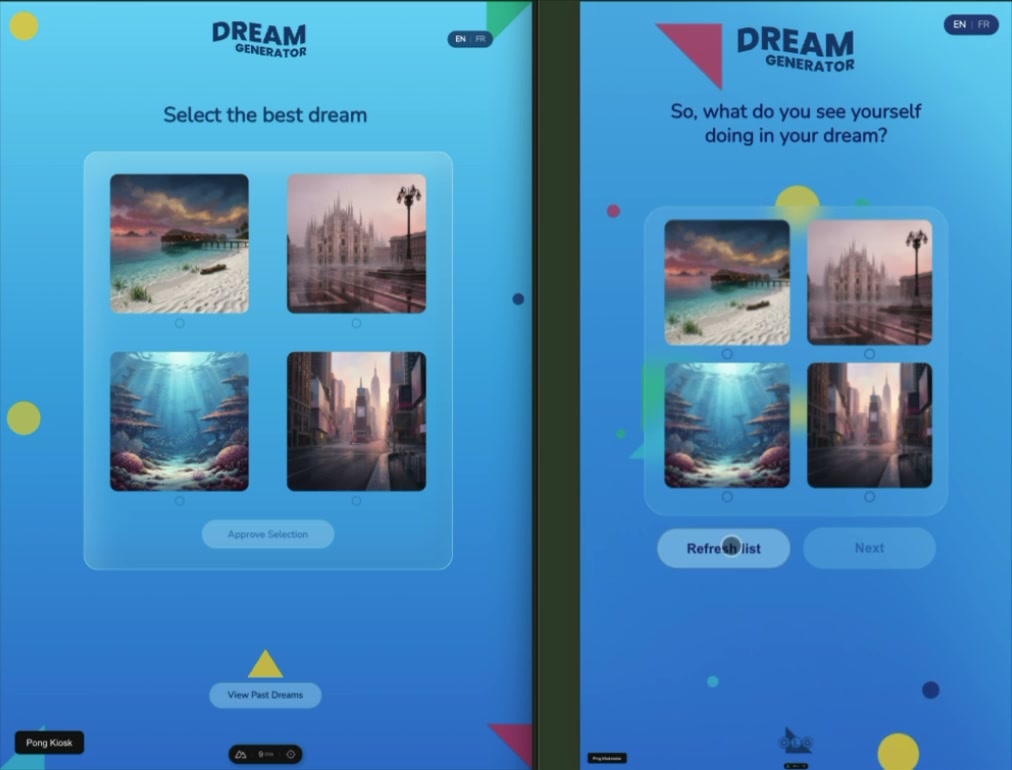 DREAM
GENERATOR
EN | FR
Select the best dream
Approve Selection
View Past Dreams
Pong Kiosk
DREAM
GENERATOR
EN | FR
So, what do you see yourself
doing in your dream?
Refresh list
Next